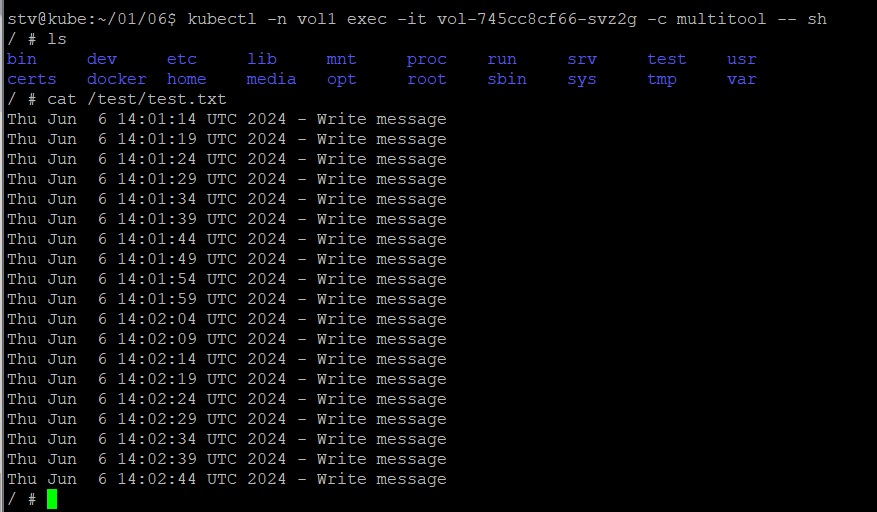 stv@kube:~/01/06$ kubectl -n vol1 exec -it vol-745cc8cf66-svz2g -c multitool -- sh
/ # ls
bin     dev     etc     lib     mnt     proc    run     srv     test    usr
certs   docker  home    media   opt     root    sbin    sys     tmp     var
/ # cat /test/test.txt
Thu Jun  6 14:01:14 UTC 2024 - Write message
Thu Jun  6 14:01:19 UTC 2024 - Write message
Thu Jun  6 14:01:24 UTC 2024 - Write message
Thu Jun  6 14:01:29 UTC 2024 - Write message
Thu Jun  6 14:01:34 UTC 2024 - Write message
Thu Jun  6 14:01:39 UTC 2024 - Write message
Thu Jun  6 14:01:44 UTC 2024 - Write message
Thu Jun  6 14:01:49 UTC 2024 - Write message
Thu Jun  6 14:01:54 UTC 2024 - Write message
Thu Jun  6 14:01:59 UTC 2024 - Write message
Thu Jun  6 14:02:04 UTC 2024 - Write message
Thu Jun  6 14:02:09 UTC 2024 - Write message
Thu Jun  6 14:02:14 UTC 2024 - Write message
Thu Jun  6 14:02:19 UTC 2024 - Write message
Thu Jun  6 14:02:24 UTC 2024 - Write message
Thu Jun  6 14:02:29 UTC 2024 - Write message
Thu Jun  6 14:02:34 UTC 2024 - Write message
Thu Jun  6 14:02:39 UTC 2024 - Write message
Thu Jun  6 14:02:44 UTC 2024 - Write message
/ #